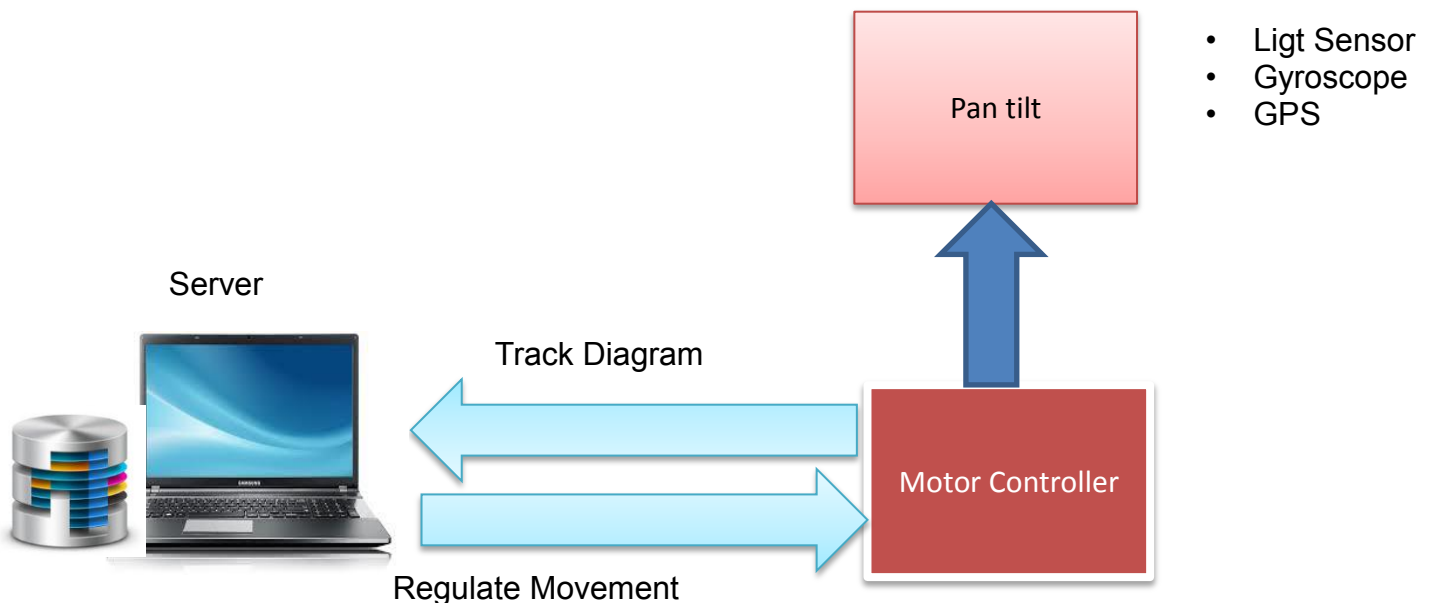 Pan tilt
• Ligt Sensor
• Gyroscope
• GPS
Server
Track Diagram
SAMSUNG
Motor Controller
Regulate Movement